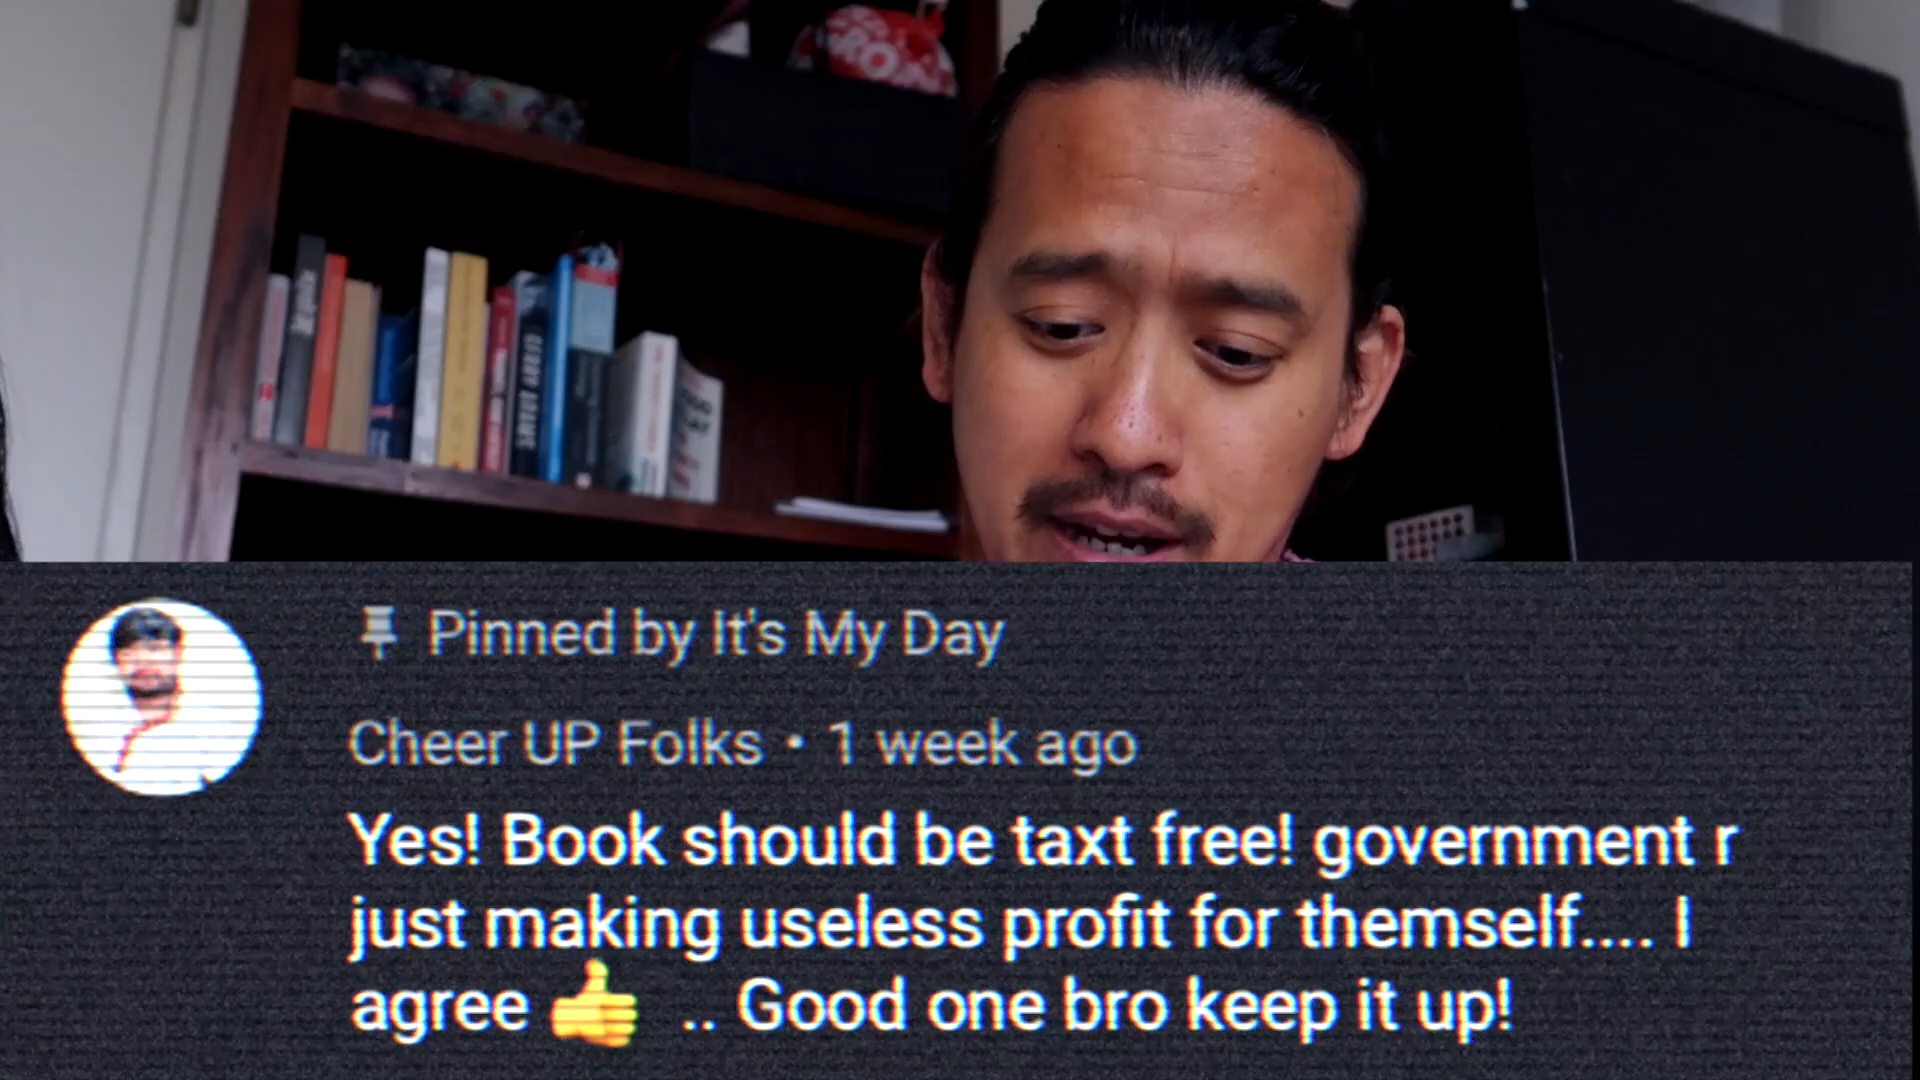 Pinned by It's My Day
Cheer UP Folks • 1 week ago
Yes! Book should be taxt free! government r
just making useless profit for themself.... I
agree 👍 .. Good one bro keep it up!